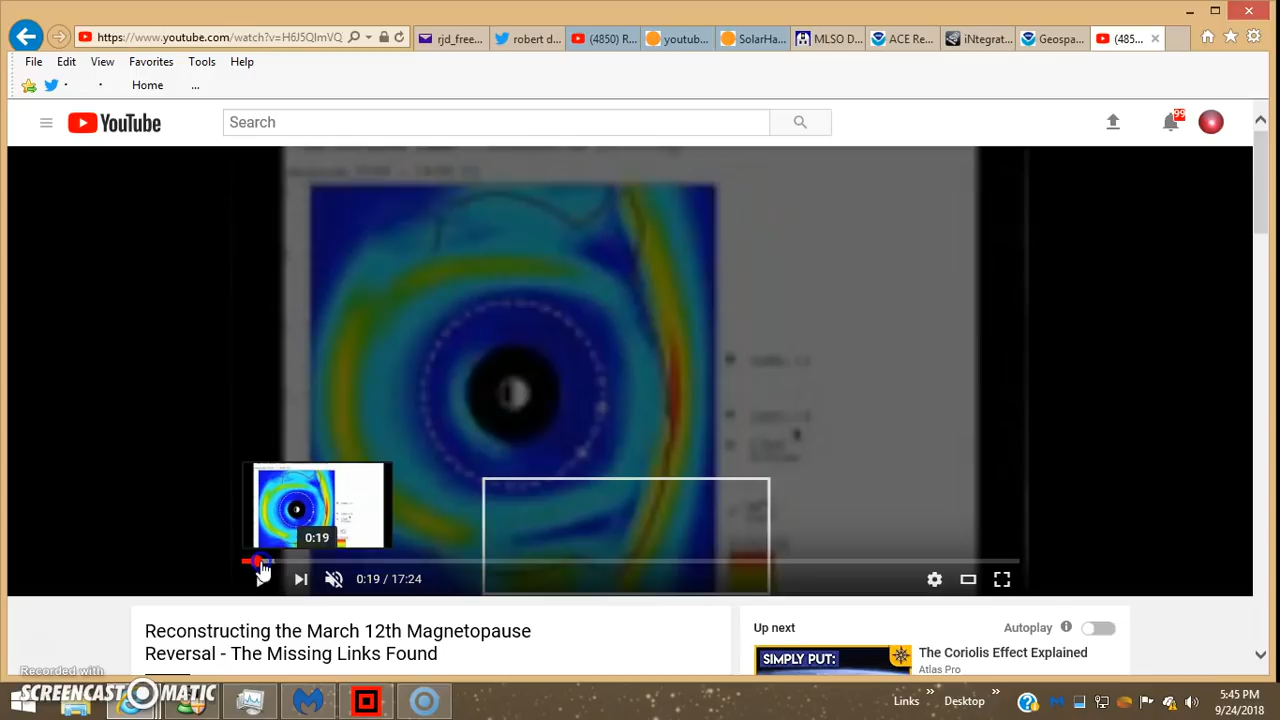 https://www.youtube.com/watch?v=H6J5QImVQ
rjd_free...
robert d...
(4850) R...
youtub...
SolarHa...
MLSO D...
ACE Re...
iNtegrat...
Geospa...
(485...
File Edit View Favorites Tools Help
Home ...
YouTube
Search
99
0:19
0:19 / 17:24
Reconstructing the March 12th Magnetopause
Reversal - The Missing Links Found
Up next
Autoplay
SIMPLY PUT:
The Coriolis Effect Explained
Atlas Pro
Recorded with
SCREENCAST MATIC
Links
Desktop
5:45 PM
9/24/2018